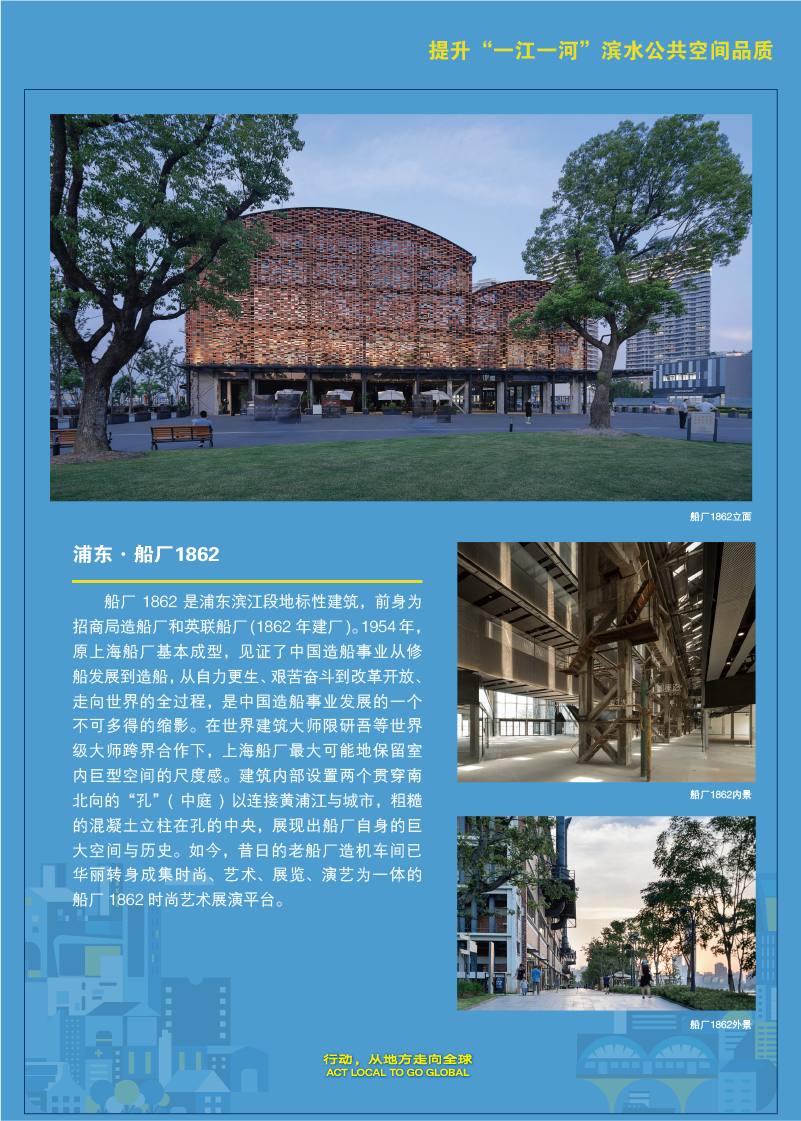 提升“一江一河”滨水公共空间品质
船厂1862立面
浦东·船厂1862
船厂 1862 是浦东滨江段地标性建筑，前身为
招商局造船厂和英联船厂(1862 年建厂)。1954 年，
原上海船厂基本成型，见证了中国造船事业从修
船发展到造船，从自力更生、艰苦奋斗到改革开放、
走向世界的全过程，是中国造船事业发展的一个
不可多得的缩影。在世界建筑大师限研吾等世界
级大师跨界合作下，上海船厂最大可能地保留室
内巨型空间的尺度感。建筑内部设置两个贯穿南
北向的“孔”( 中庭 ) 以连接黄浦江与城市，粗糙
的混凝土立柱在孔的中央，展现出船厂自身的巨
大空间与历史。如今，昔日的老船厂造机车间已
华丽转身成集时尚、艺术、展览、演艺为一体的
船厂 1862 时尚艺术展演平台。
船厂1862内景
船厂1862外景
行动，从地方走向全球
ACT LOCAL TO GO GLOBAL